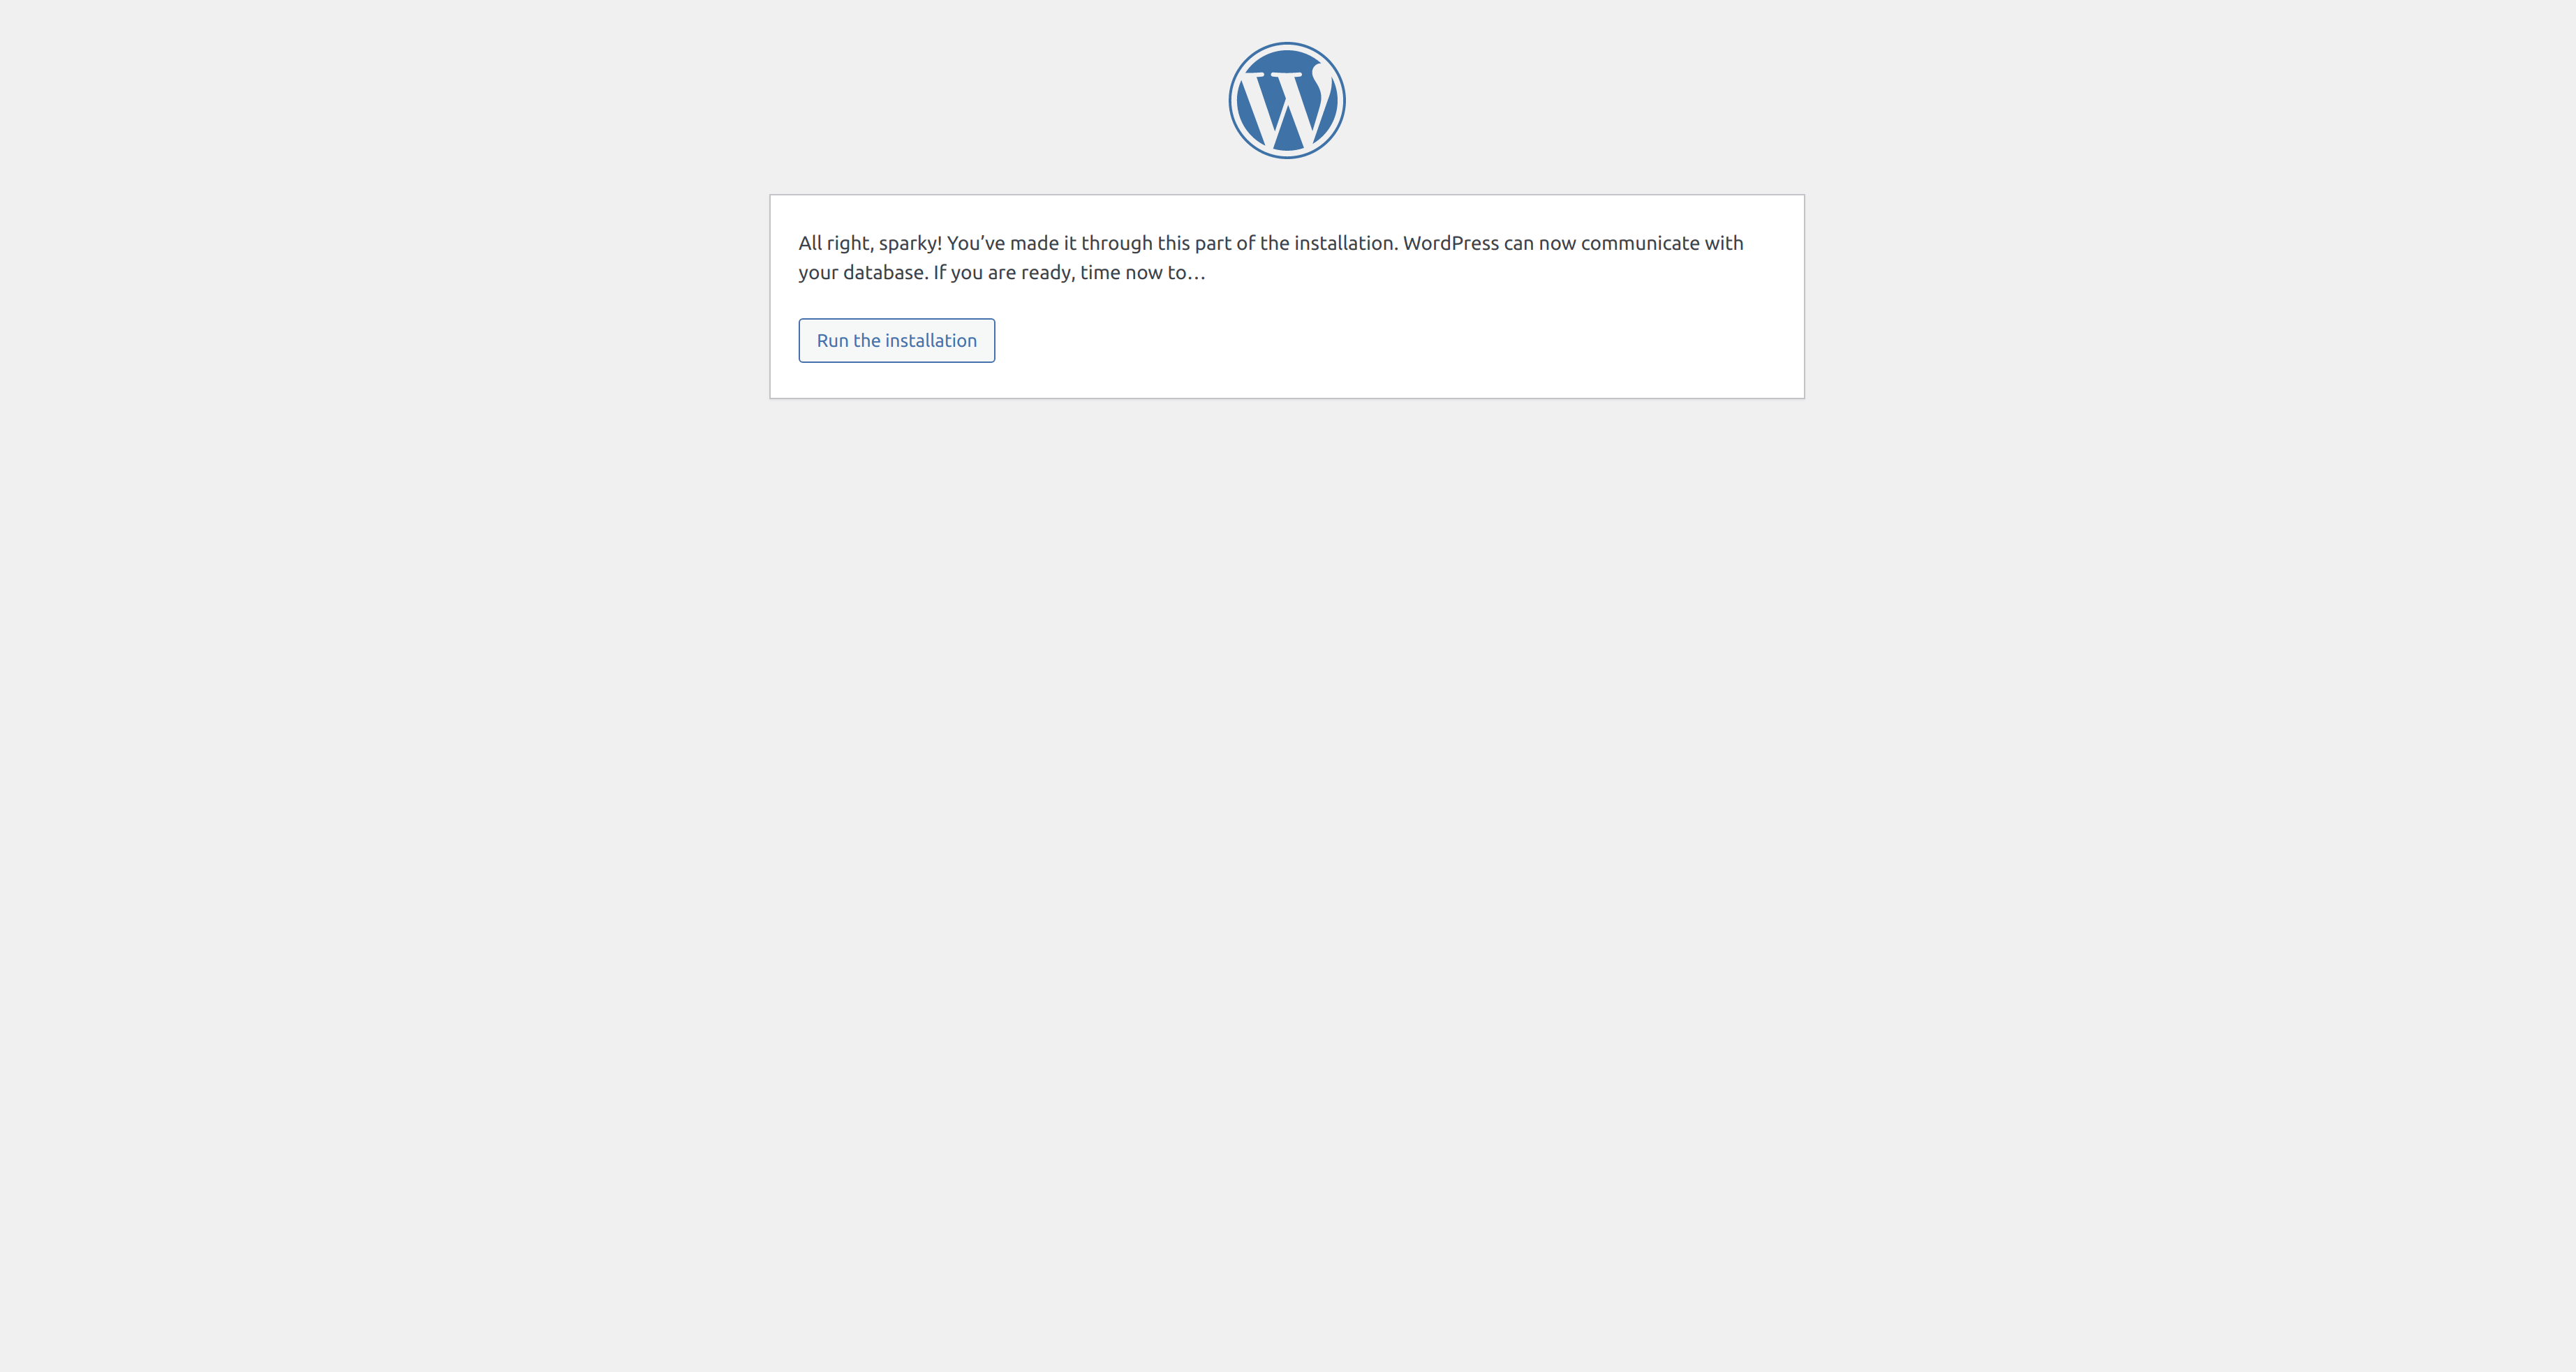 All right, sparky! You’ve made it through this part of the installation. WordPress can now communicate with
your database. If you are ready, time now to…
Run the installation